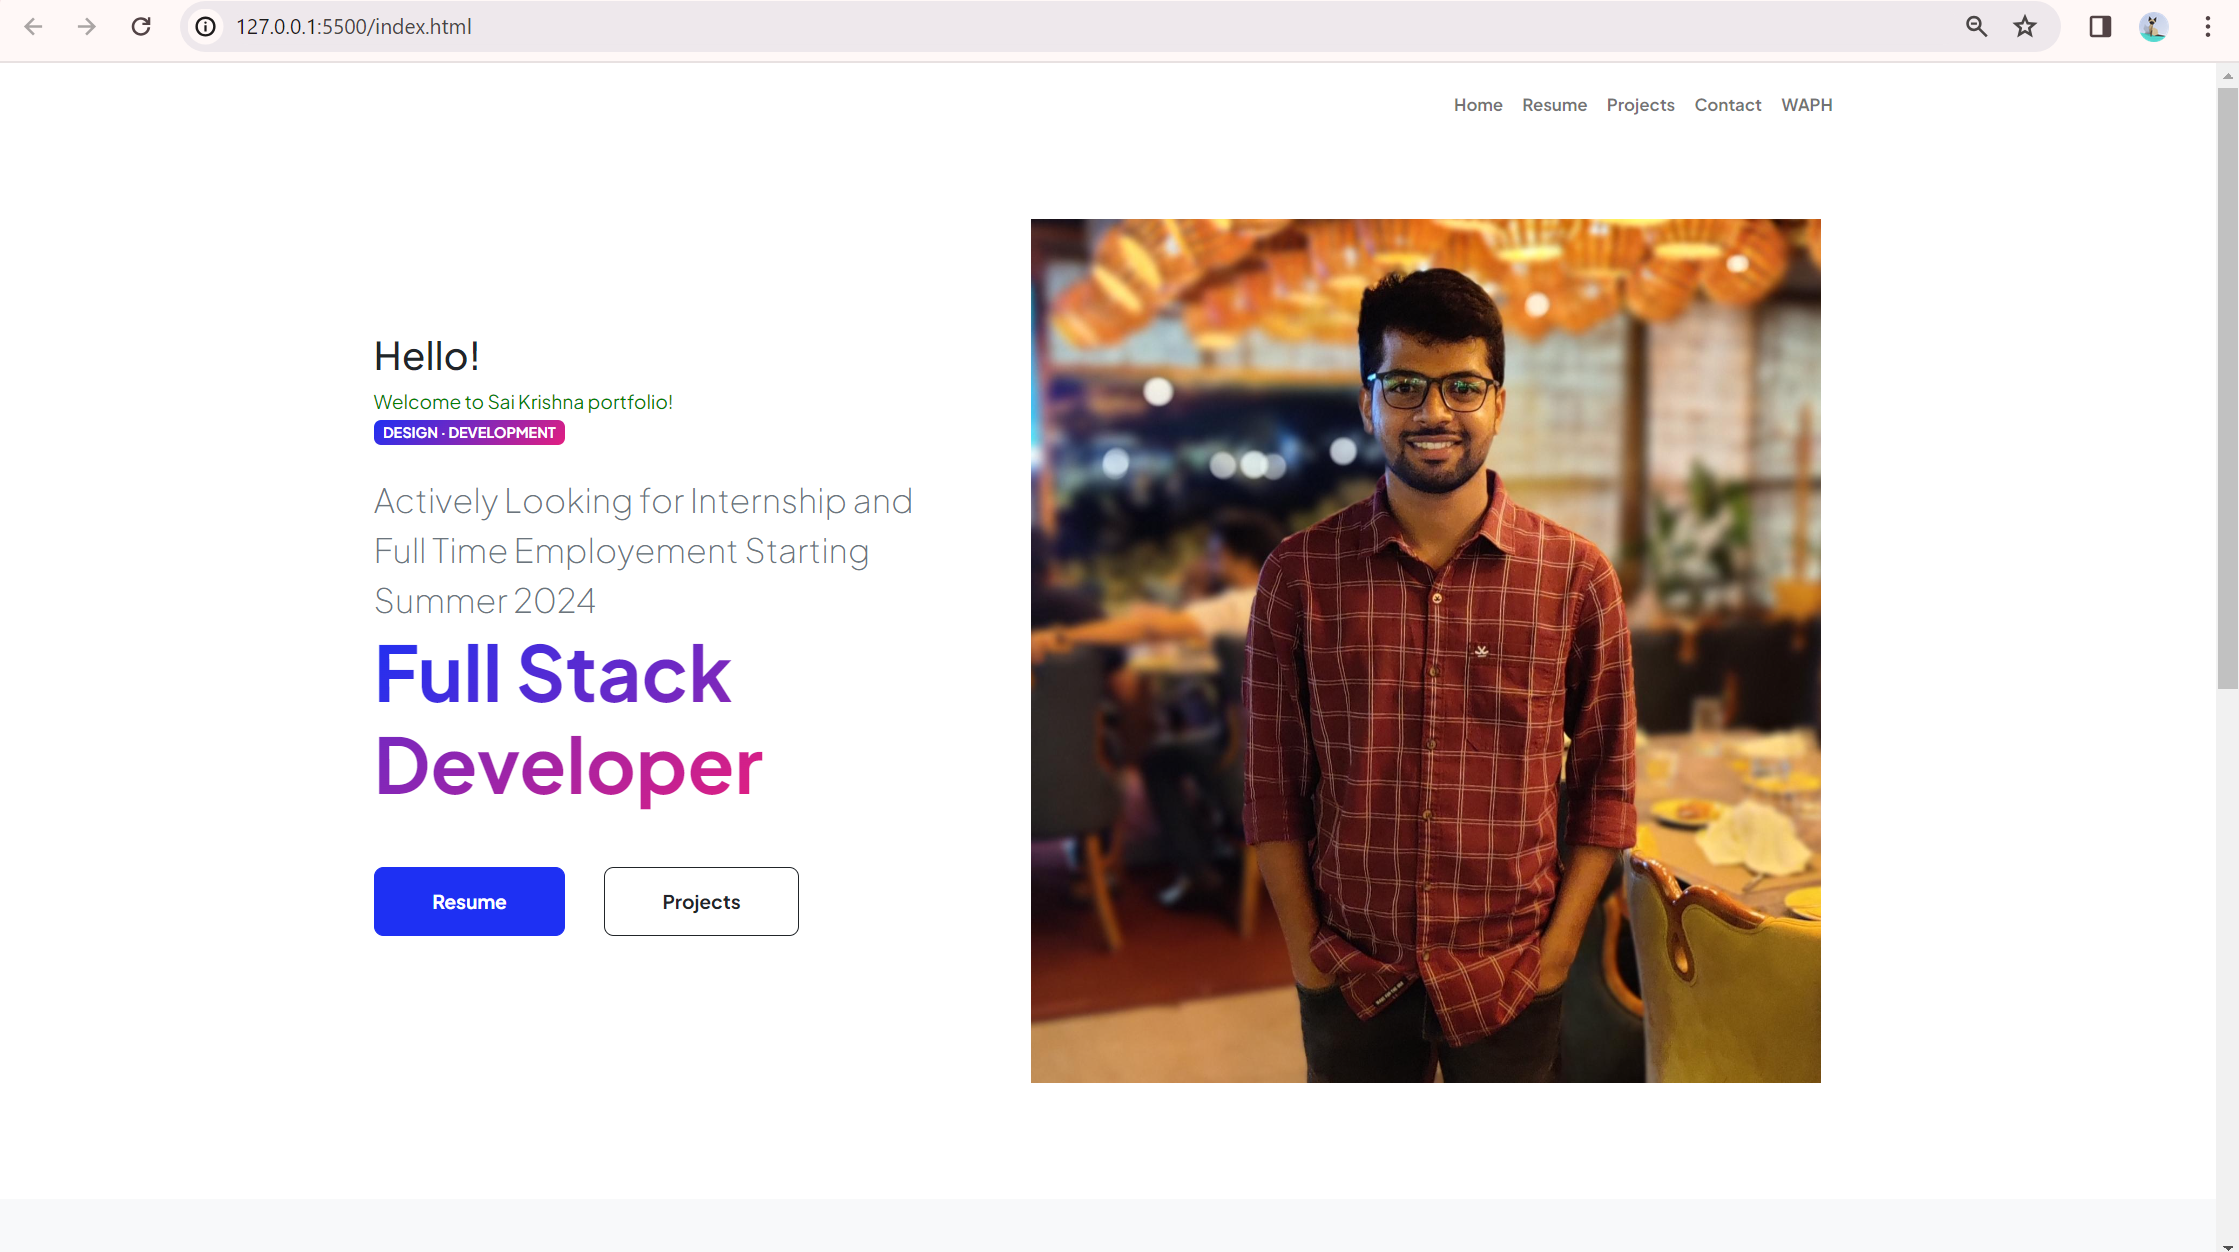 127.0.0.1:5500/index.html
Home Resume Projects Contact WAPH
Hello!
Welcome to Sai Krishna portfolio!
DESIGN · DEVELOPMENT
Actively Looking for Internship and
Full Time Employement Starting
Summer 2024
Full Stack
Developer
Resume Projects